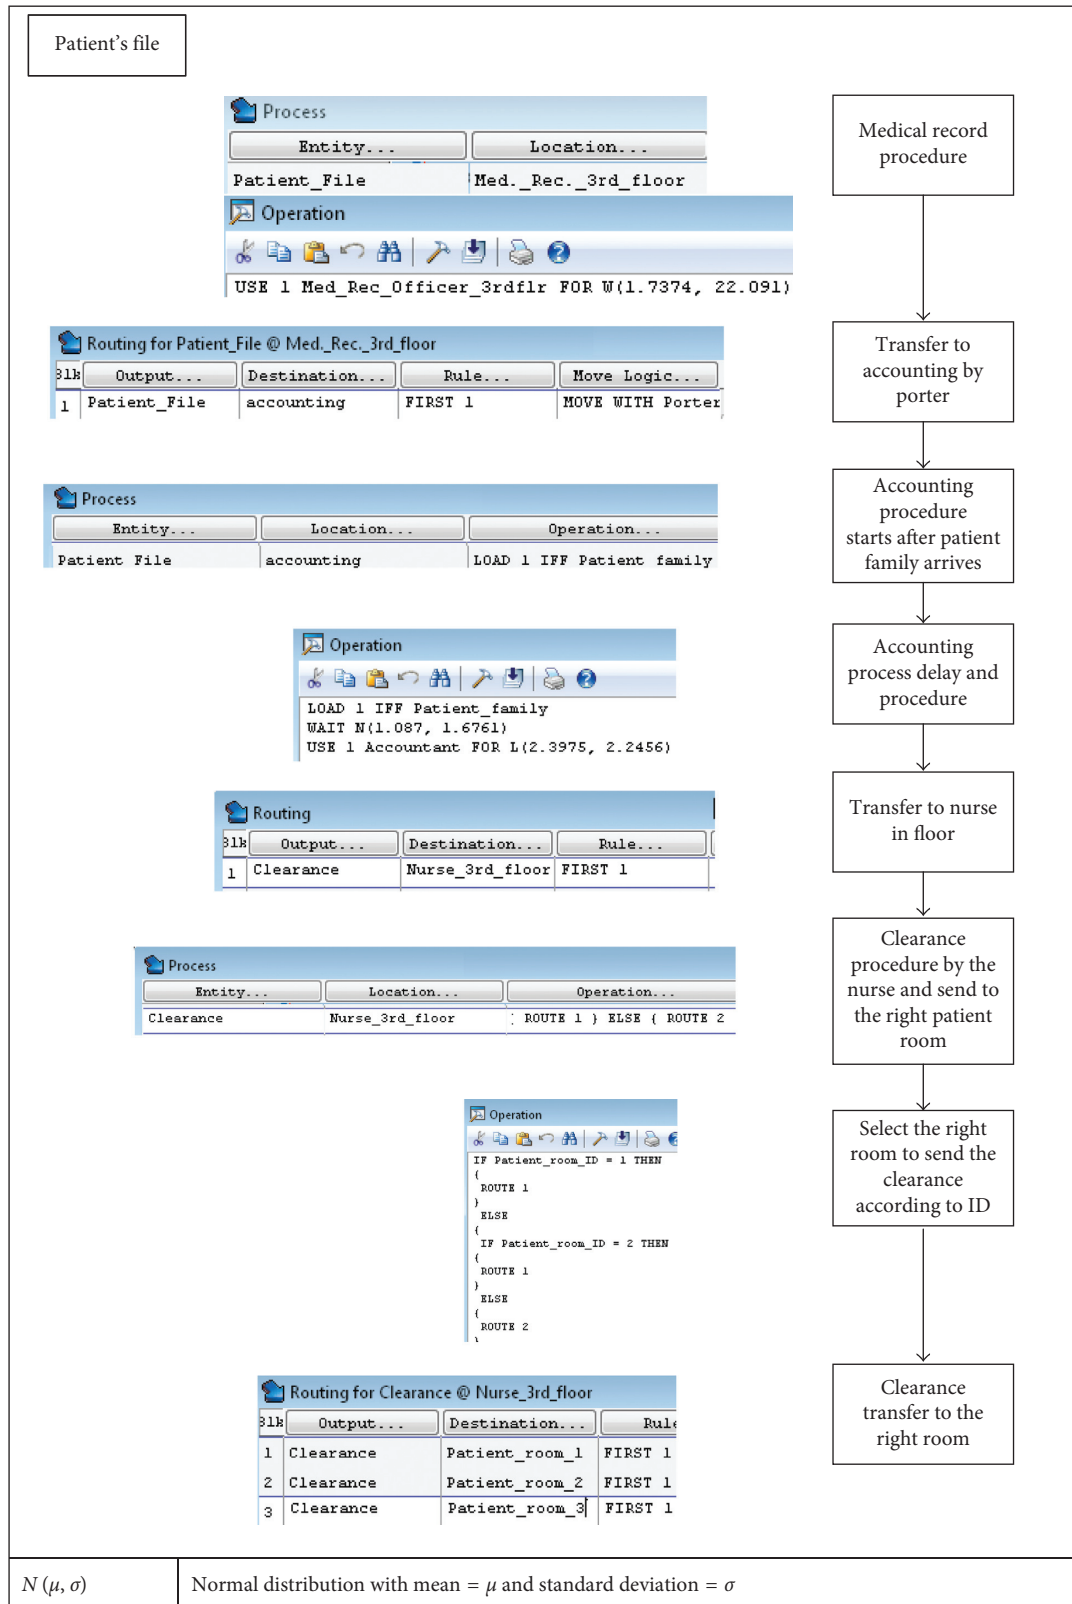 Patient's file
Process
Entity...
Location...
Patient_File
Med._Rec._3rd_floor
Operation
USE 1 Med_Rec_Officer_3rdflr FOR W(1.7374, 22.091)
Medical record
procedure
Routing for Patient_File @ Med._Rec._3rd_floor
Blk
Output...
Destination...
Rule...
Move Logic...
1
Patient_File
accounting
FIRST 1
MOVE WITH Porter
Transfer to
accounting by
porter
Process
Entity...
Location...
Operation...
Patient File
accounting
LOAD 1 IFF Patient family
Accounting
procedure
starts after patient
family arrives
Operation
LOAD 1 IFF Patient_family
WAIT N(1.087, 1.6761)
USE 1 Accountant FOR L(2.3975, 2.2456)
Accounting
process delay and
procedure
Routing
Blk
Output...
Destination...
Rule...
1
Clearance
Nurse_3rd_floor
FIRST 1
Transfer to nurse
in floor
Process
Entity...
Location...
Operation...
Clearance
Nurse_3rd_floor
ROUTE 1 } ELSE { ROUTE 2
Clearance
procedure by the
nurse and send to
the right patient
room
Operation
IF Patient_room_ID = 1 THEN
{
ROUTE 1
}
ELSE
{
IF Patient_room_ID = 2 THEN
{
ROUTE 1
}
ELSE
{
ROUTE 2
}
Select the right
room to send the
clearance
according to ID
Routing for Clearance @ Nurse_3rd_floor
Blk
Output...
Destination...
Rule
1
Clearance
Patient_room_1
FIRST 1
2
Clearance
Patient_room_2
FIRST 1
3
Clearance
Patient_room_3
FIRST 1
Clearance
transfer to the
right room
N (μ, σ)
Normal distribution with mean = μ and standard deviation = σ